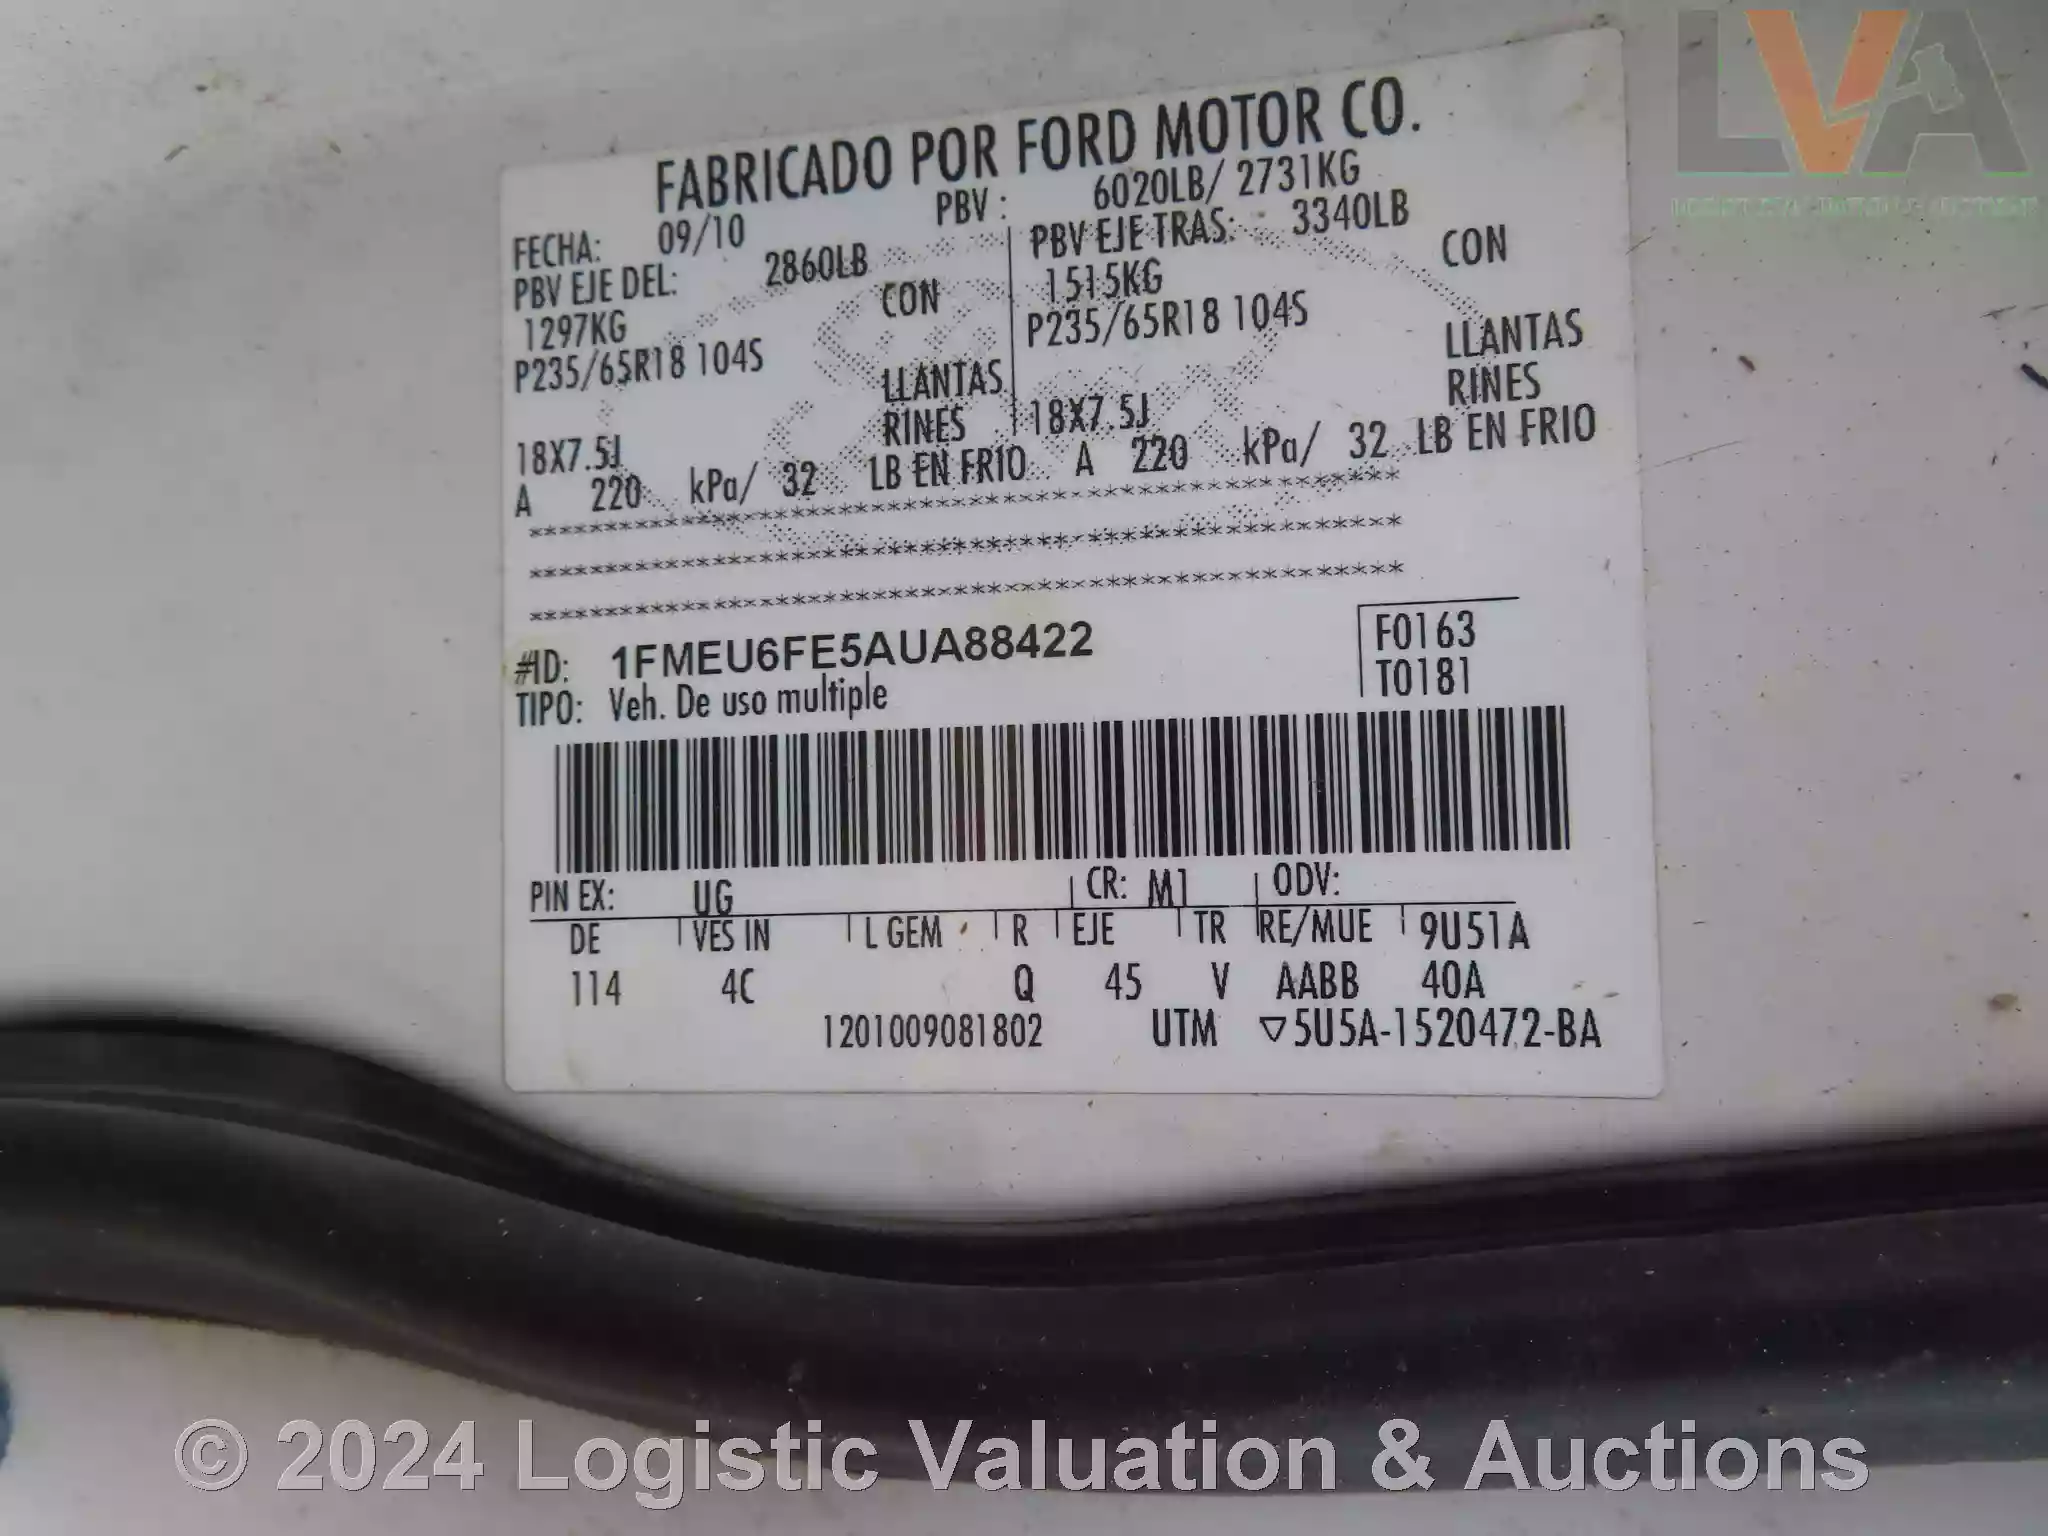 LVA
FABRICADO POR FORD MOTOR CO.
FECHA: 09/10 PBV : 6020LB/ 2731KG
PBV EJE DEL: 2860LB PBV EJE TRAS: 3340LB
1297KG CON 1515KG CON
P235/65R18 104S P235/65R18 104S
LLANTAS LLANTAS
18X7.5J RINES 18X7.5J RINES
A 220 kPa/ 32 LB EN FRIO A 220 kPa/ 32 LB EN FRIO
***********************************************************
***********************************************************
***********************************************************
#ID: 1FMEU6FE5AUA88422 F0163
TIPO: Veh. De uso multiple T0181
PIN EX: UG CR: M1 ODV:
DE VES IN L GEM R EJE TR RE/MUE 9U51A
114 4C Q 45 V AABB 40A
1201009081802 UTM ▽5U5A-1520472-BA
© 2024 Logistic Valuation & Auctions